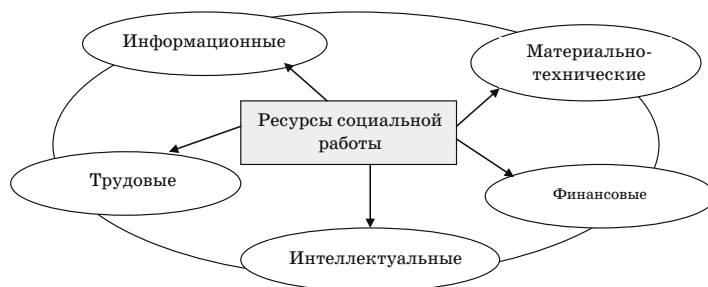 Информационные
Материально-
технические
Ресурсы социальной
работы
Трудовые
Финансовые
Интеллектуальные